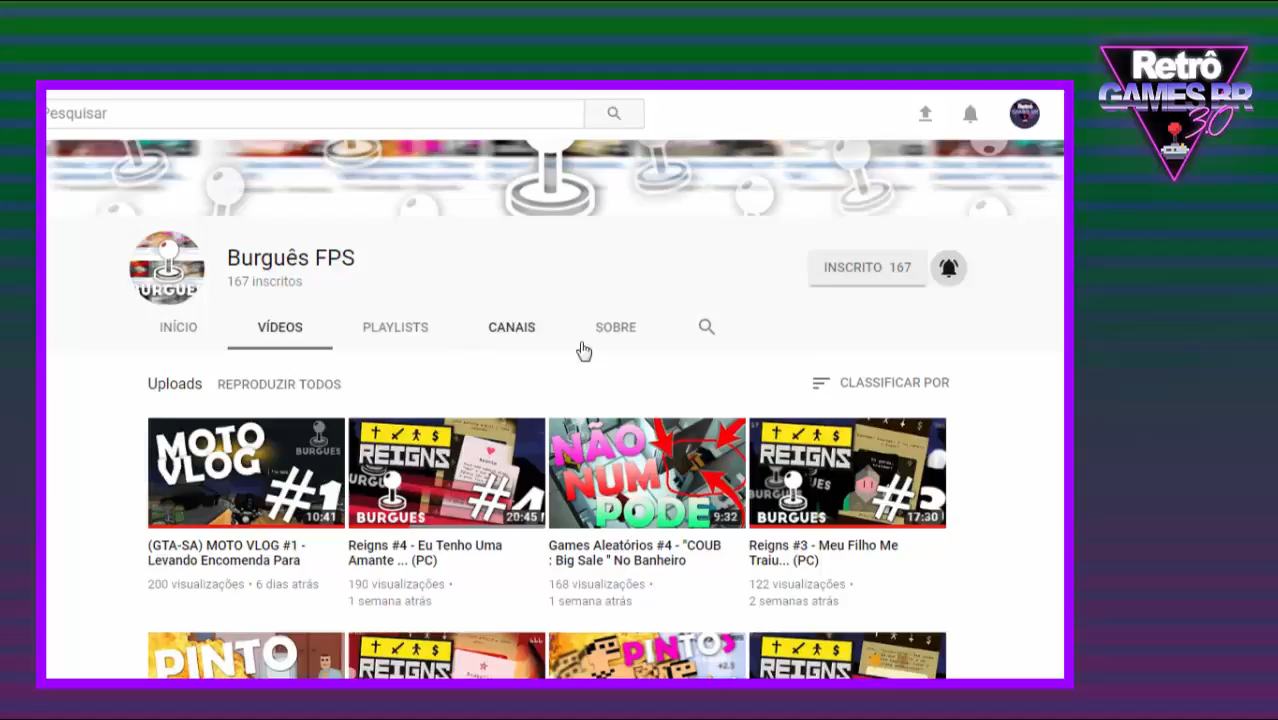 Retrô
GAMES BR
3.0
Pesquisar
Burguês FPS
167 inscritos
INSCRITO 167
INÍCIO VÍDEOS PLAYLISTS CANAIS SOBRE
Uploads REPRODUZIR TODOS CLASSIFICAR POR
MOTO
VLOG
#1
BURGUES
10:41
REIGNS
#4
BURGUES
20:45
NÃO
NUM
PODE
9:32
REIGNS
#3
BURGUES
17:30
(GTA-SA) MOTO VLOG #1 -
Levando Encomenda Para
200 visualizações • 6 dias atrás
Reigns #4 - Eu Tenho Uma
Amante ... (PC)
190 visualizações •
1 semana atrás
Games Aleatórios #4 - "COUB
: Big Sale " No Banheiro
168 visualizações •
1 semana atrás
Reigns #3 - Meu Filho Me
Traiu... (PC)
122 visualizações •
2 semanas atrás
PINTO
REIGNS
PINTOS
REIGNS